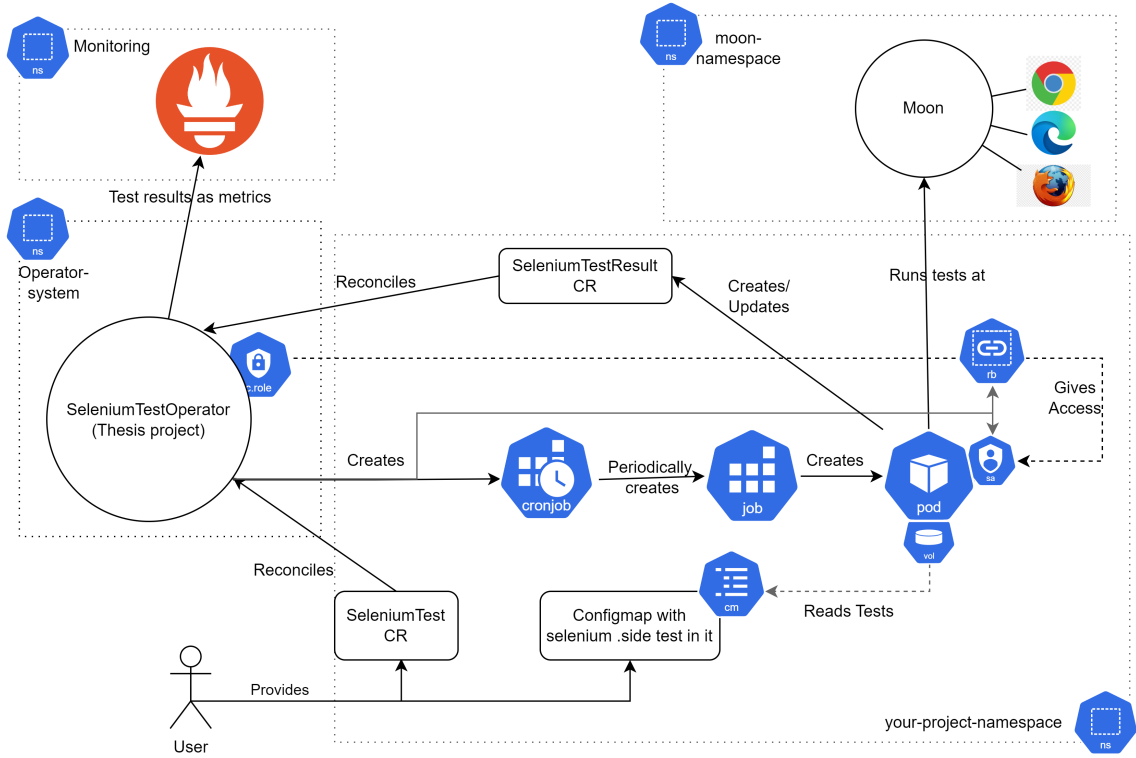 ns
Monitoring
ns
moon-
namespace
Moon
Test results as metrics
ns
Operator-
system
SeleniumTestResult
CR
Reconciles
Creates/
Updates
Runs tests at
c.role
rb
Gives
Access
SeleniumTestOperator
(Thesis project)
Creates
cronjob
Periodically
creates
job
Creates
pod
sa
vol
Reconciles
SeleniumTest
CR
Configmap with
selenium .side test in it
cm
Reads Tests
Provides
User
your-project-namespace
ns